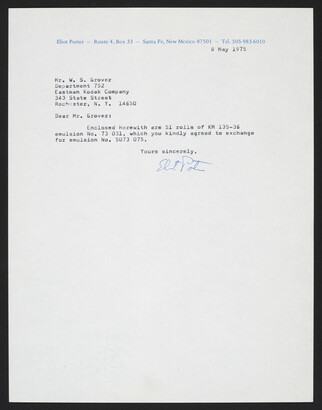 Eliot Porter — Route 4, Box 33 — Santa Fe, New Mexico 87501 — Tel. 505-983-6010
6 May 1975
Mr. W. S. Grover
Department 752
Eastman Kodak Company
343 State Street
Rochester, N. Y. 14650
Dear Mr. Grover:
Enclosed herewith are 51 rolls of KM 135-36
emulsion No. 73 031, which you kindly agreed to exchange
for emulsion No. 5073 075.
Yours sincerely,
Eliot Porter